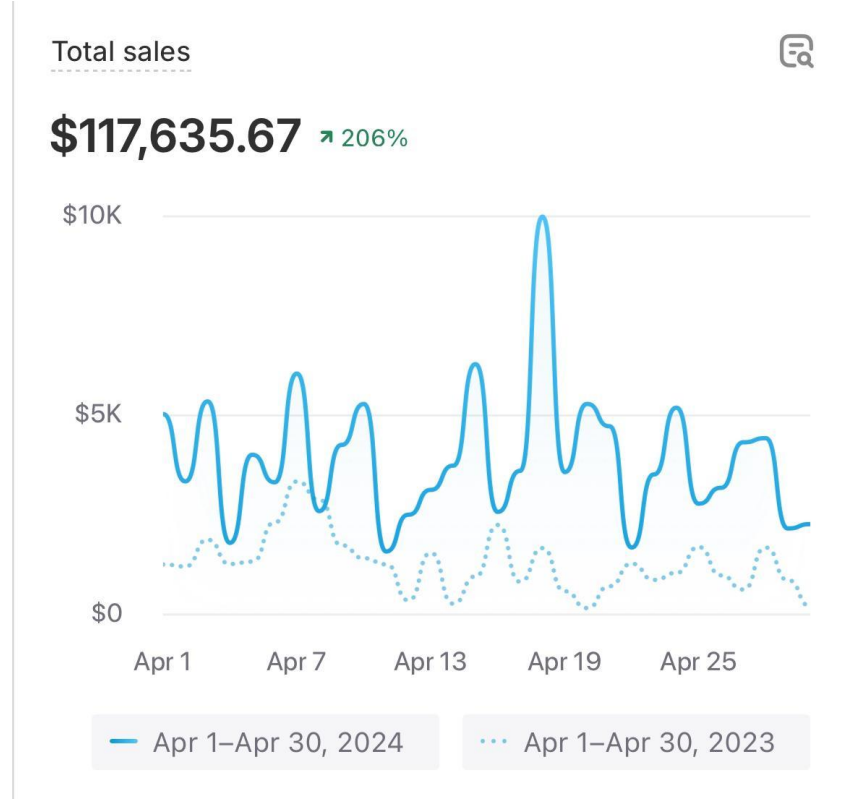 Total sales
$117,635.67 206%
$10K
$5K
$0
Apr 1 Apr 7 Apr 13 Apr 19 Apr 25
Apr 1–Apr 30, 2024 Apr 1–Apr 30, 2023